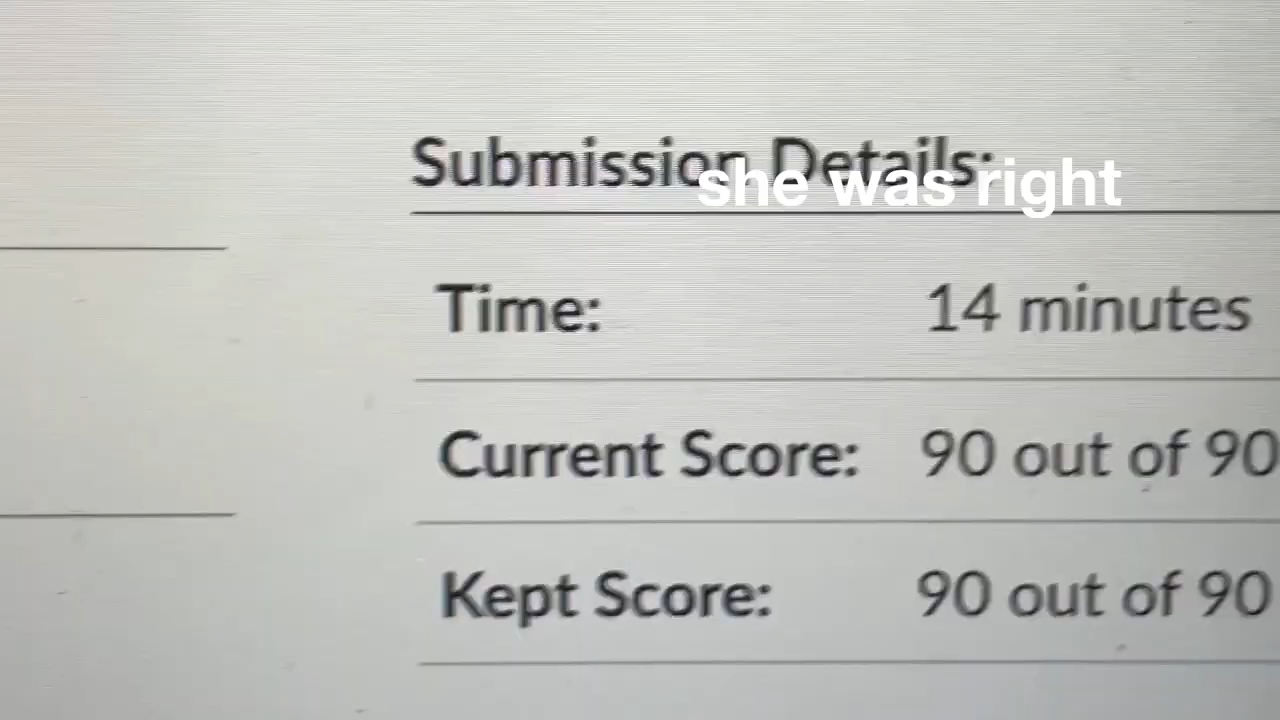 Submission Details:
she was right
Time: 14 minutes
Current Score: 90 out of 90
Kept Score: 90 out of 90